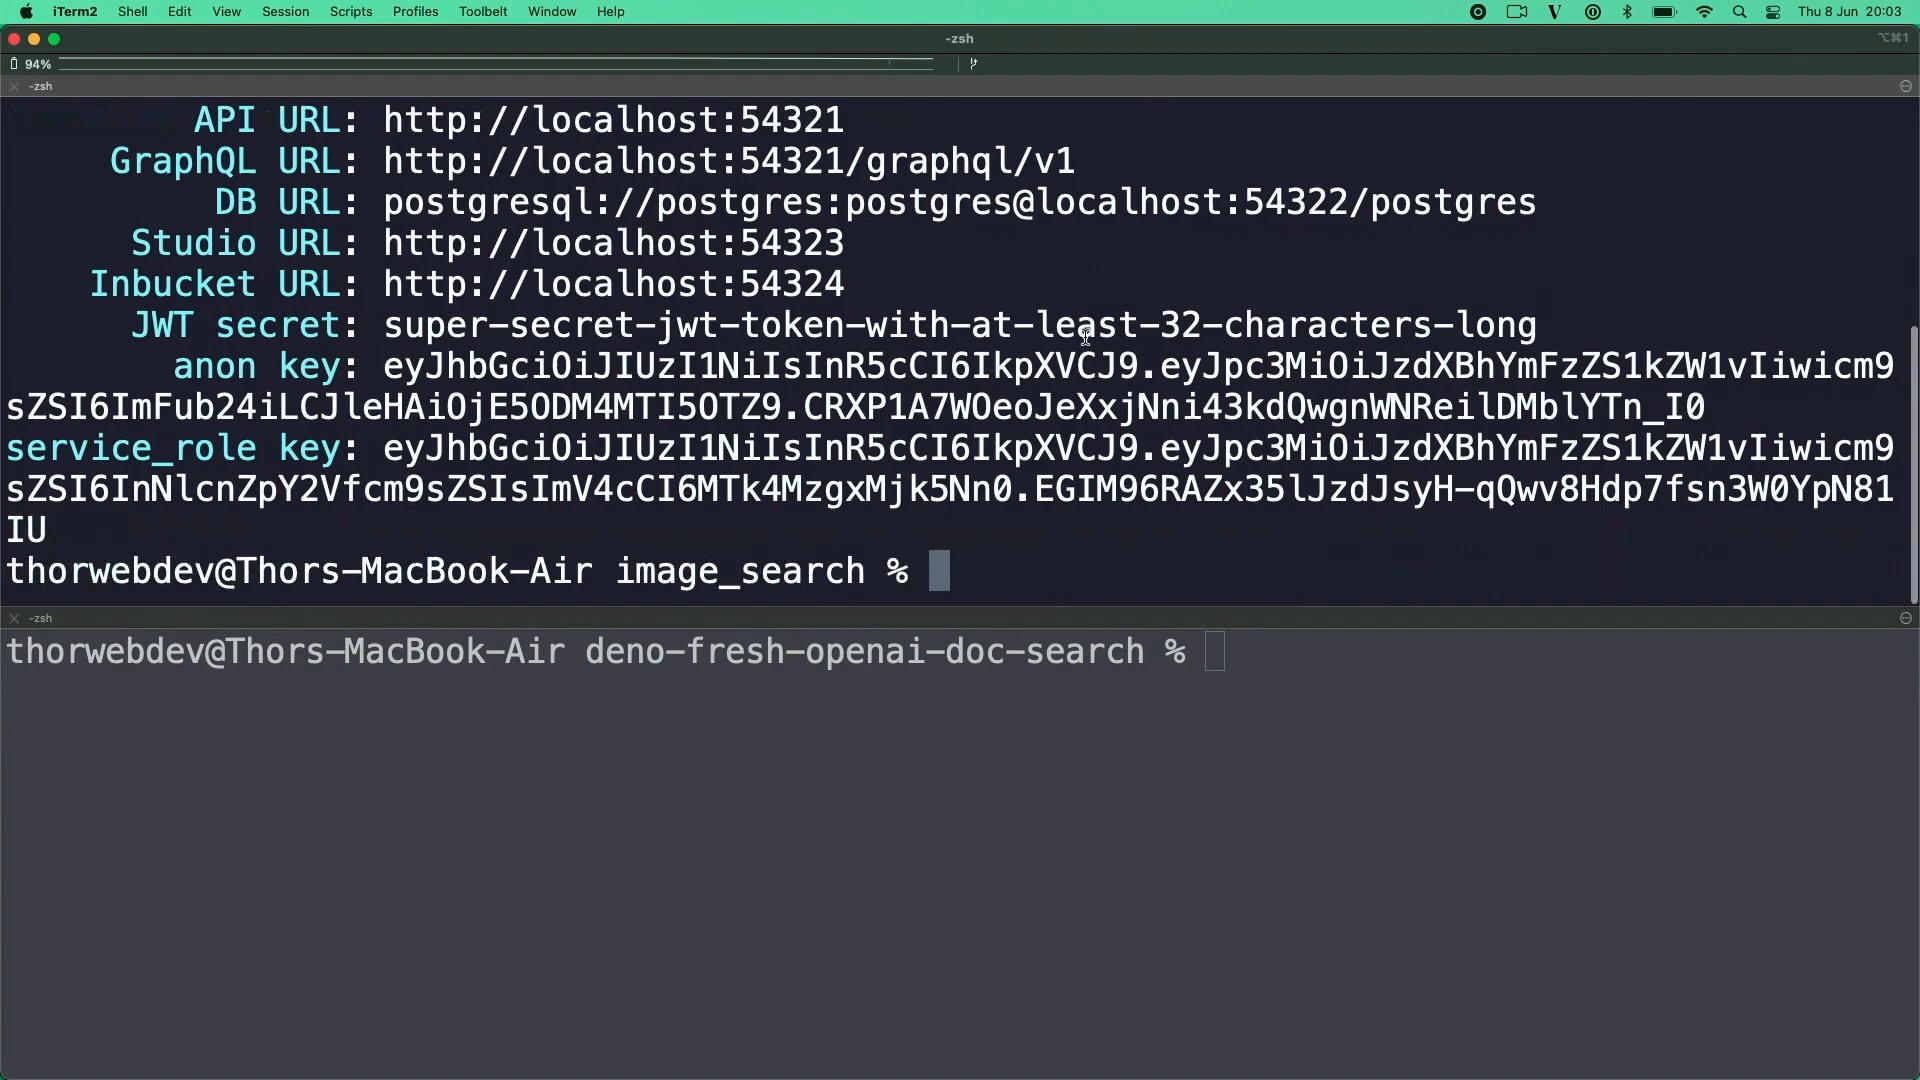 iTerm2 Shell Edit View Session Scripts Profiles Toolbelt Window Help Thu 8 Jun 20:03
-zsh ⌥⌘1
94%
-zsh
API URL: http://localhost:54321
GraphQL URL: http://localhost:54321/graphql/v1
DB URL: postgresql://postgres:postgres@localhost:54322/postgres
Studio URL: http://localhost:54323
Inbucket URL: http://localhost:54324
JWT secret: super-secret-jwt-token-with-at-least-32-characters-long
anon key: eyJhbGciOiJIUzI1NiIsInR5cCI6IkpXVCJ9.eyJpc3MiOiJzdXBhYmFzZS1kZW1vIiwicm9
sZSI6ImFub24iLCJleHAiOjE5ODM4MTI5OTZ9.CRXP1A7WOeoJeXxjNni43kdQwgnWNReilDMblYTn_I0
service_role key: eyJhbGciOiJIUzI1NiIsInR5cCI6IkpXVCJ9.eyJpc3MiOiJzdXBhYmFzZS1kZW1vIiwicm9
sZSI6InNlcnZpY2Vfcm9sZSIsImV4cCI6MTk4MzgxMjk5Nn0.EGIM96RAZx35lJzdJsyH-qQwv8Hdp7fsn3W0YpN81
IU
thorwebdev@Thors-MacBook-Air image_search %
-zsh
thorwebdev@Thors-MacBook-Air deno-fresh-openai-doc-search %